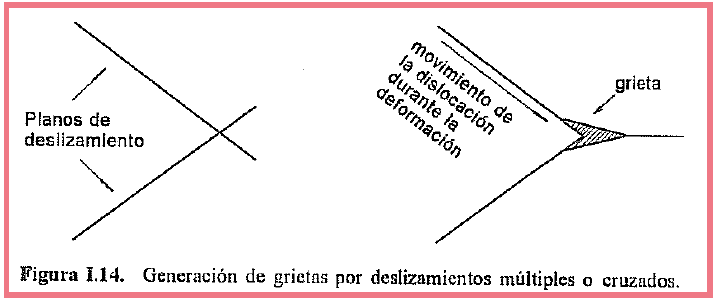 Planos de
deslizamiento
movimiento de
la dislocación
durante la
deformación
grieta
Figura I.14. Generación de grietas por deslizamientos múltiples o cruzados.